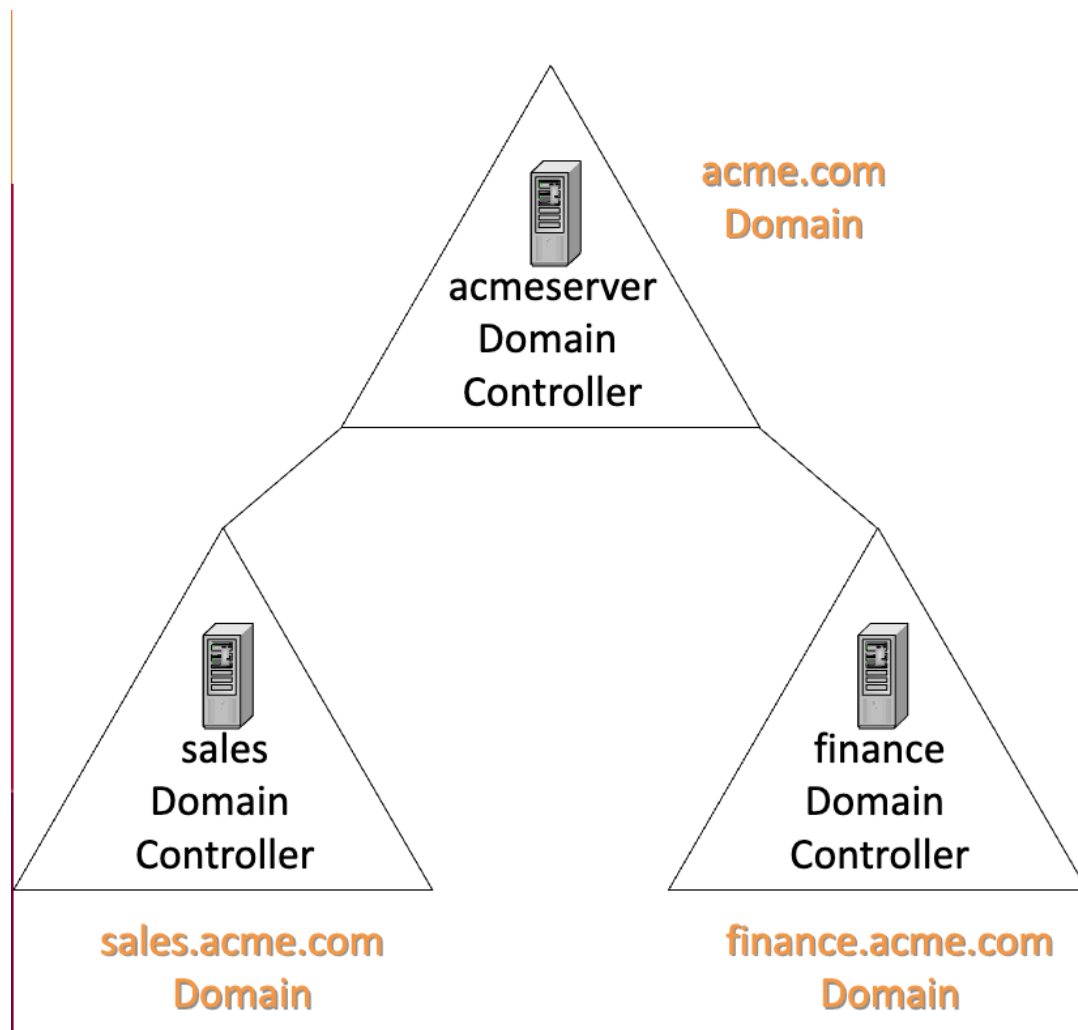 acme.com
Domain
acmeserver
Domain
Controller
sales
Domain
Controller
finance
Domain
Controller
sales.acme.com
Domain
finance.acme.com
Domain